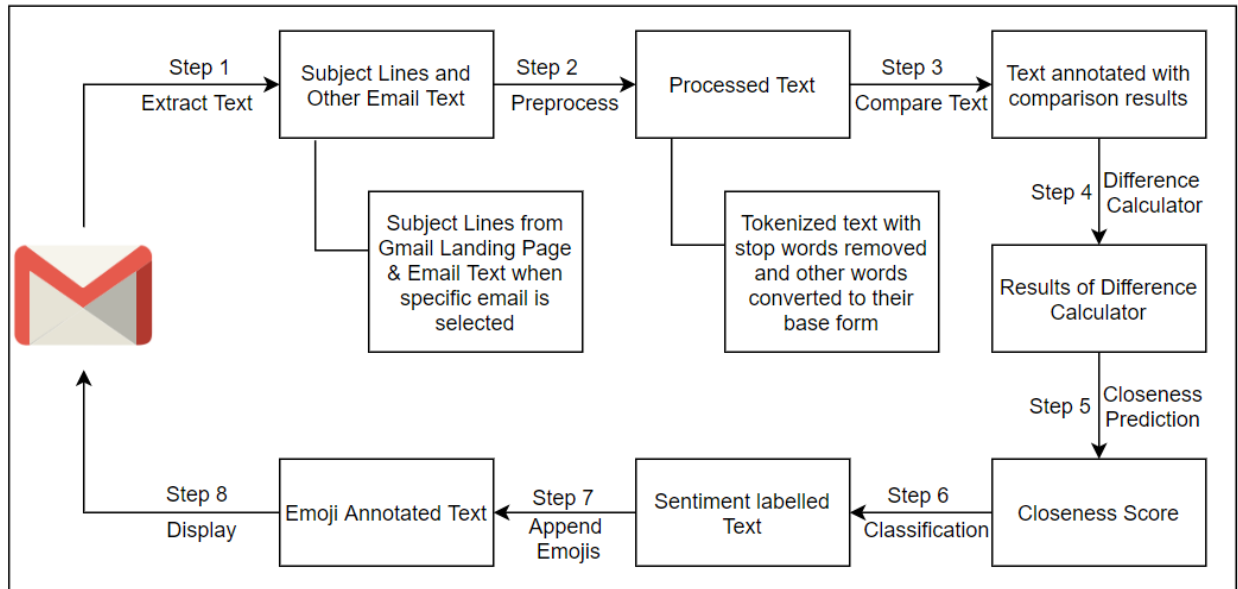 Step 1
Extract Text
Subject Lines and
Other Email Text
Step 2
Preprocess
Processed Text
Step 3
Compare Text
Text annotated with
comparison results
Subject Lines from
Gmail Landing Page
& Email Text when
specific email is
selected
Tokenized text with
stop words removed
and other words
converted to their
base form
Step 4
Difference
Calculator
Results of Difference
Calculator
Step 5
Closeness
Prediction
Closeness Score
Step 6
Classification
Sentiment labelled
Text
Step 7
Append
Emojis
Emoji Annotated Text
Step 8
Display